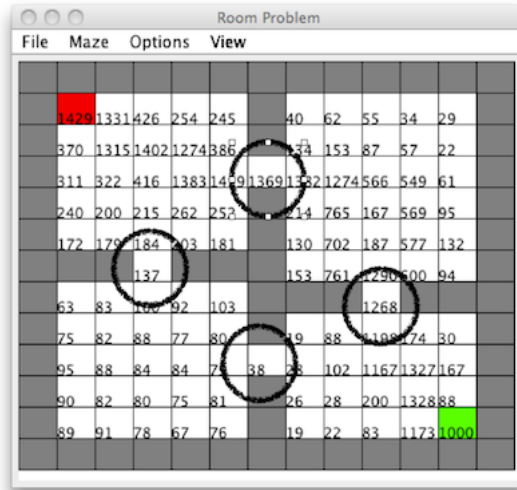 Room Problem
File Maze Options View
1429 1331 426 254 245 40 62 55 34 29
370 1315 1402 1274 386 153 87 57 22
311 322 416 1383 1369 1274 566 549 61
240 200 215 262 214 765 167 569 95
172 179 184 203 181 130 702 187 577 132
137 153 761 1290 600 94
63 83 100 92 103 1268
75 82 88 77 80 19 88 174 30
95 88 84 84 38 102 1167 1327 167
90 82 80 75 81 26 28 200 1328 88
89 91 78 67 76 19 22 83 1173 1000